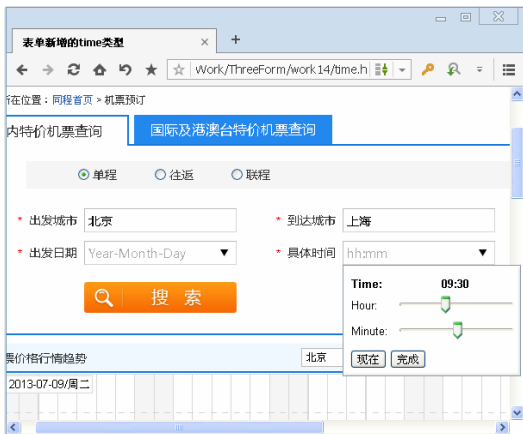 表单新增的time类型
Work/ThreeForm/work14/time.h
所在位置：同程首页 > 机票预订
内特价机票查询
国际及港澳台特价机票查询
单程 往返 联程
* 出发城市 北京 * 到达城市 上海
* 出发日期 Year-Month-Day * 具体时间 hh:mm
搜 索
Time: 09:30
Hour:
Minute:
现在 完成
票价格行情趋势 北京
2013-07-09/周二